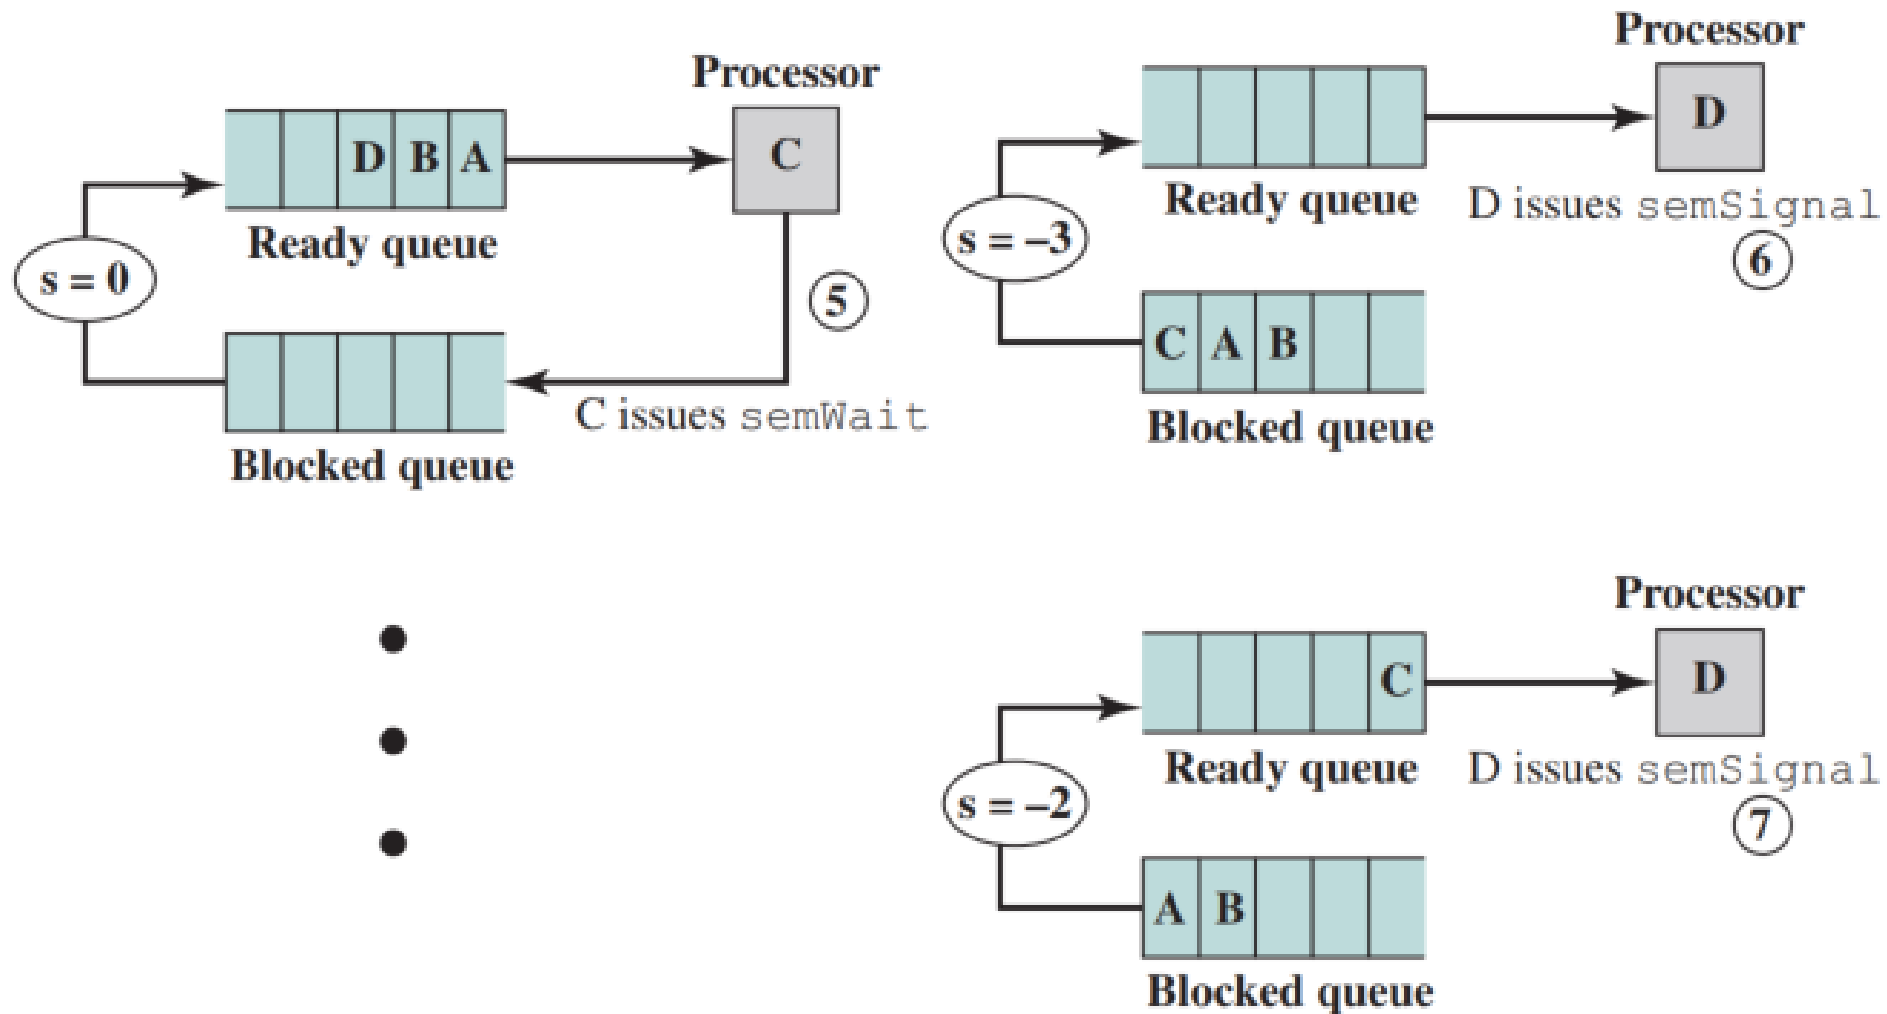 Processor
D B A
C
Ready queue
s = 0
5
C issues semWait
Blocked queue
Processor
D
Ready queue
D issues semSignal
6
s = –3
C A B
Blocked queue
Processor
C
D
Ready queue
D issues semSignal
7
s = –2
A B
Blocked queue